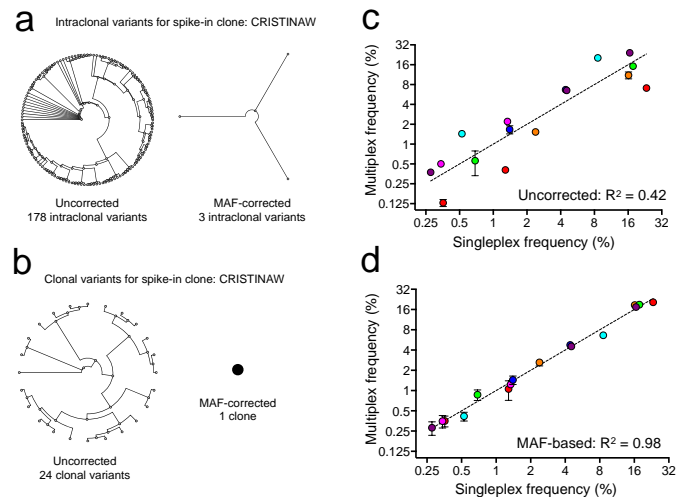 a
Intraclonal variants for spike-in clone: CRISTINAW
Uncorrected
178 intraclonal variants
MAF-corrected
3 intraclonal variants
b
Clonal variants for spike-in clone: CRISTINAW
Uncorrected
24 clonal variants
MAF-corrected
1 clone
c
Multiplex frequency (%)
32
16
8
4
2
1
0.5
0.25
0.125
Uncorrected: R² = 0.42
0.25 0.5 1 2 4 8 16 32
Singleplex frequency (%)
d
Multiplex frequency (%)
32
16
8
4
2
1
0.5
0.25
0.125
MAF-based: R² = 0.98
0.25 0.5 1 2 4 8 16 32
Singleplex frequency (%)